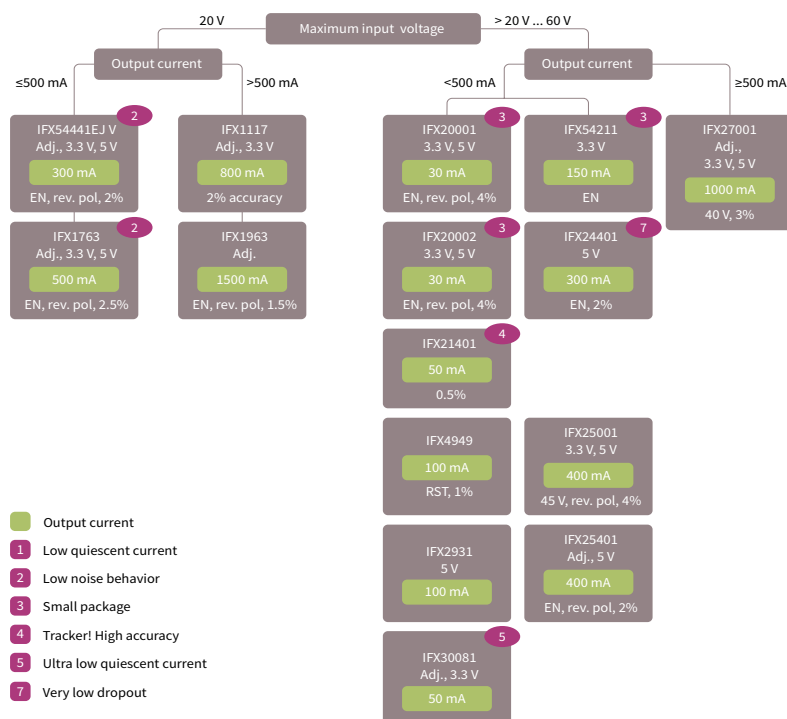 Maximum input voltage
20 V
> 20 V ... 60 V
Output current
≤500 mA
>500 mA
2
IFX54441EJ V
Adj., 3.3 V, 5 V
300 mA
EN, rev. pol, 2%
2
IFX1763
Adj., 3.3 V, 5 V
500 mA
EN, rev. pol, 2.5%
IFX1117
Adj., 3.3 V
800 mA
2% accuracy
IFX1963
Adj.
1500 mA
EN, rev. pol, 1.5%
Output current
<500 mA
≥500 mA
3
IFX20001
3.3 V, 5 V
30 mA
EN, rev. pol, 4%
3
IFX20002
3.3 V, 5 V
30 mA
EN, rev. pol, 4%
4
IFX21401
50 mA
0.5%
IFX4949
100 mA
RST, 1%
IFX2931
5 V
100 mA
5
IFX30081
Adj., 3.3 V
50 mA
3
IFX54211
3.3 V
150 mA
EN
7
IFX24401
5 V
300 mA
EN, 2%
IFX25001
3.3 V, 5 V
400 mA
45 V, rev. pol, 4%
IFX25401
Adj., 5 V
400 mA
EN, rev. pol, 2%
IFX27001
Adj.,
3.3 V, 5 V
1000 mA
40 V, 3%
Output current
1 Low quiescent current
2 Low noise behavior
3 Small package
4 Tracker! High accuracy
5 Ultra low quiescent current
7 Very low dropout